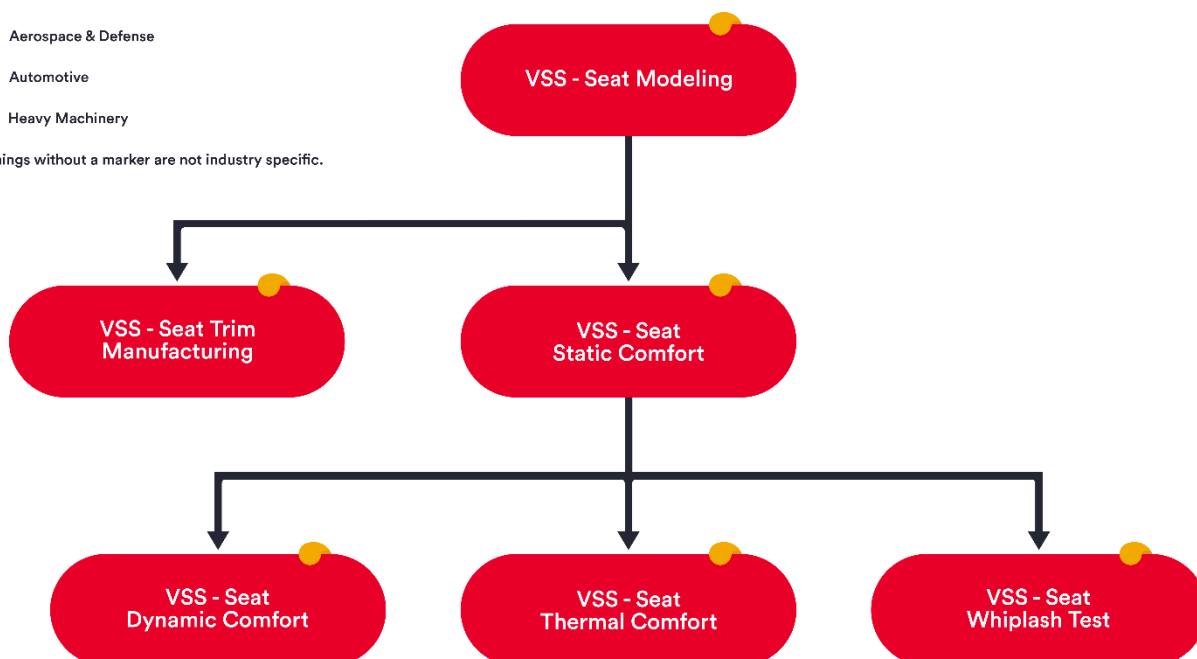 Aerospace & Defense
Automotive
Heavy Machinery
without a marker are not industry specific.
VSS - Seat Modeling
VSS - Seat Trim
Manufacturing
VSS - Seat
Static Comfort
VSS - Seat
Dynamic Comfort
VSS - Seat
Thermal Comfort
VSS - Seat
Whiplash Test